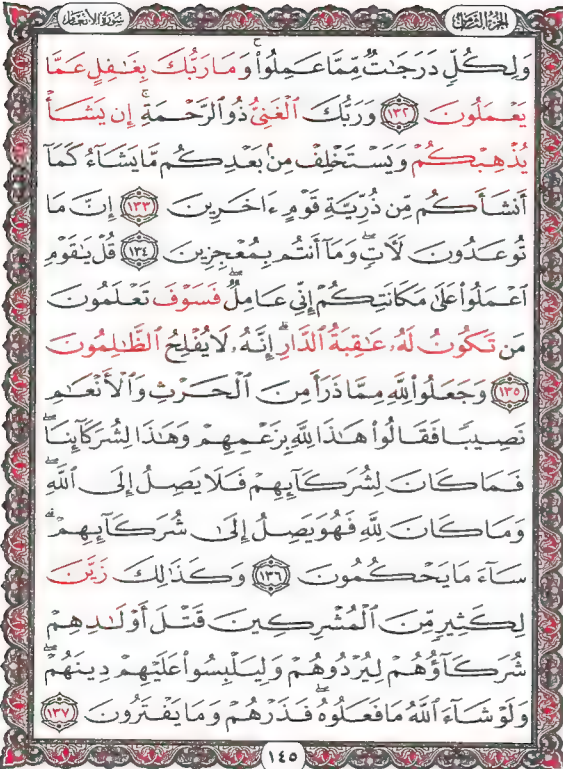 الجزء الثامن
سورة الأنعام
وَلِكُلٍّ دَرَجَٰتٌ مِّمَّا عَمِلُوا۟ ۚ وَمَا رَبُّكَ بِغَٰفِلٍ عَمَّا
يَعْمَلُونَ ١٣٢ وَرَبُّكَ ٱلْغَنِىُّ ذُو ٱلرَّحْمَةِ ۚ إِن يَشَأْ
يُذْهِبْكُمْ وَيَسْتَخْلِفْ مِنۢ بَعْدِكُم مَّا يَشَآءُ كَمَآ
أَنشَأَكُم مِّن ذُرِّيَّةِ قَوْمٍ ءَاخَرِينَ ١٣٣ إِنَّ مَا
تُوعَدُونَ لَءَاتٍ ۖ وَمَآ أَنتُم بِمُعْجِزِينَ ١٣٤ قُلْ يَٰقَوْمِ
ٱعْمَلُوا۟ عَلَىٰ مَكَانَتِكُمْ إِنِّى عَامِلٌ ۖ فَسَوْفَ تَعْلَمُونَ
مَن تَكُونُ لَهُۥ عَٰقِبَةُ ٱلدَّارِ ۗ إِنَّهُۥ لَا يُفْلِحُ ٱلظَّٰلِمُونَ
١٣٥ وَجَعَلُوا۟ لِلَّهِ مِمَّا ذَرَأَ مِنَ ٱلْحَرْثِ وَٱلْأَنْعَٰمِ
نَصِيبًا فَقَالُوا۟ هَٰذَا لِلَّهِ بِزَعْمِهِمْ وَهَٰذَا لِشُرَكَآئِنَا ۖ
فَمَا كَانَ لِشُرَكَآئِهِمْ فَلَا يَصِلُ إِلَى ٱللَّهِ ۖ
وَمَا كَانَ لِلَّهِ فَهُوَ يَصِلُ إِلَىٰ شُرَكَآئِهِمْ ۗ
سَآءَ مَا يَحْكُمُونَ ١٣٦ وَكَذَٰلِكَ زَيَّنَ
لِكَثِيرٍ مِّنَ ٱلْمُشْرِكِينَ قَتْلَ أَوْلَٰدِهِمْ
شُرَكَآؤُهُمْ لِيُرْدُوهُمْ وَلِيَلْبِسُوا۟ عَلَيْهِمْ دِينَهُمْ ۖ
وَلَوْ شَآءَ ٱللَّهُ مَا فَعَلُوهُ ۖ فَذَرْهُمْ وَمَا يَفْتَرُونَ ١٣٧
١٤٥